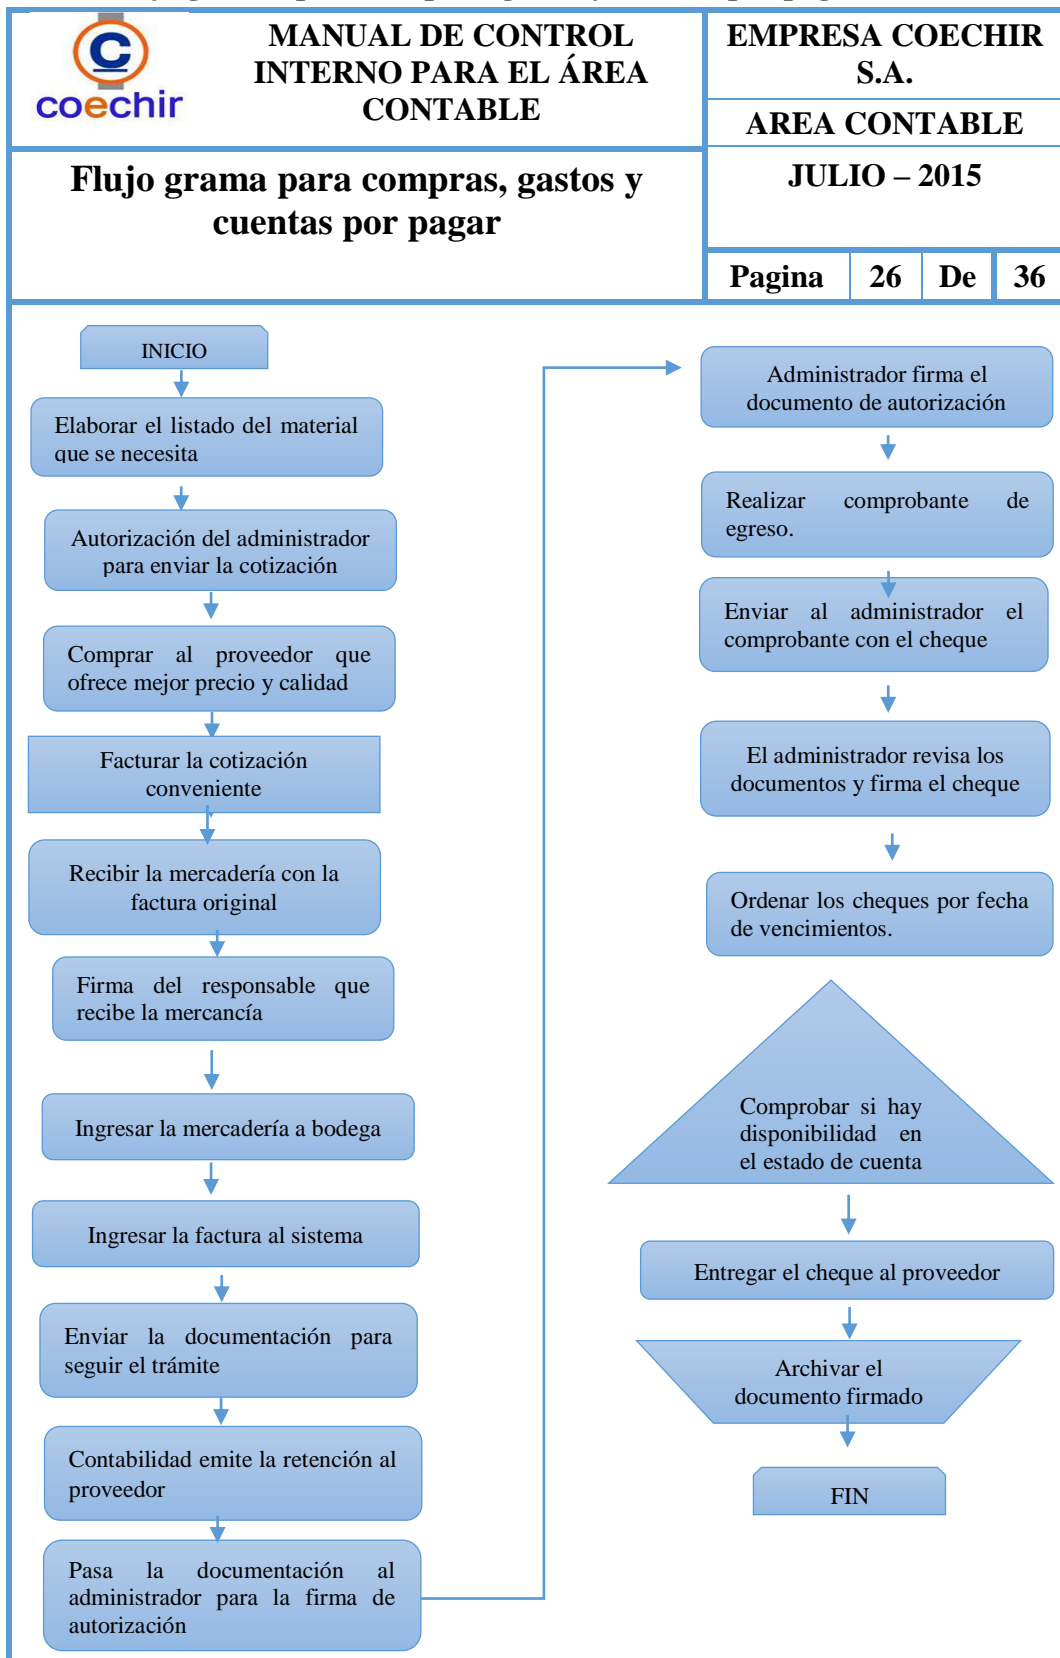 coechir
MANUAL DE CONTROL
INTERNO PARA EL ÁREA
CONTABLE
EMPRESA COECHIR
S.A.
AREA CONTABLE
Flujo grama para compras, gastos y
cuentas por pagar
JULIO – 2015
Pagina 26 De 36
INICIO
Elaborar el listado del material
que se necesita
Autorización del administrador
para enviar la cotización
Comprar al proveedor que
ofrece mejor precio y calidad
Facturar la cotización
conveniente
Recibir la mercadería con la
factura original
Firma del responsable que
recibe la mercancía
Ingresar la mercadería a bodega
Ingresar la factura al sistema
Enviar la documentación para
seguir el trámite
Contabilidad emite la retención al
proveedor
Pasa la documentación al
administrador para la firma de
autorización
Administrador firma el
documento de autorización
Realizar comprobante de
egreso.
Enviar al administrador el
comprobante con el cheque
El administrador revisa los
documentos y firma el cheque
Ordenar los cheques por fecha
de vencimientos.
Comprobar si hay
disponibilidad en
el estado de cuenta
Entregar el cheque al proveedor
Archivar el
documento firmado
FIN